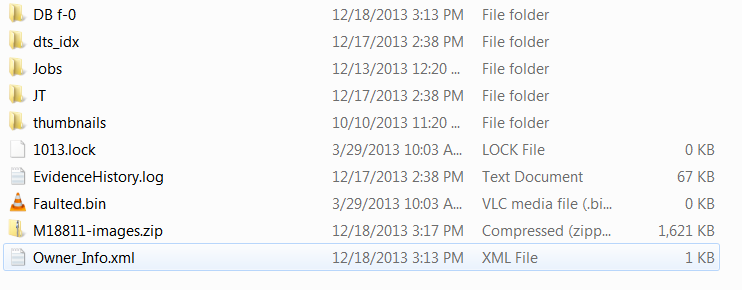 DB f-0 12/18/2013 3:13 PM File folder
dts_idx 12/17/2013 2:38 PM File folder
Jobs 12/13/2013 12:20 ... File folder
JT 12/17/2013 2:38 PM File folder
thumbnails 10/10/2013 11:20 ... File folder
1013.lock 3/29/2013 10:03 A... LOCK File 0 KB
EvidenceHistory.log 12/17/2013 2:38 PM Text Document 67 KB
Faulted.bin 3/29/2013 10:03 A... VLC media file (.bi... 0 KB
M18811-images.zip 12/18/2013 3:17 PM Compressed (zipp... 1,621 KB
Owner_Info.xml 12/18/2013 3:13 PM XML File 1 KB